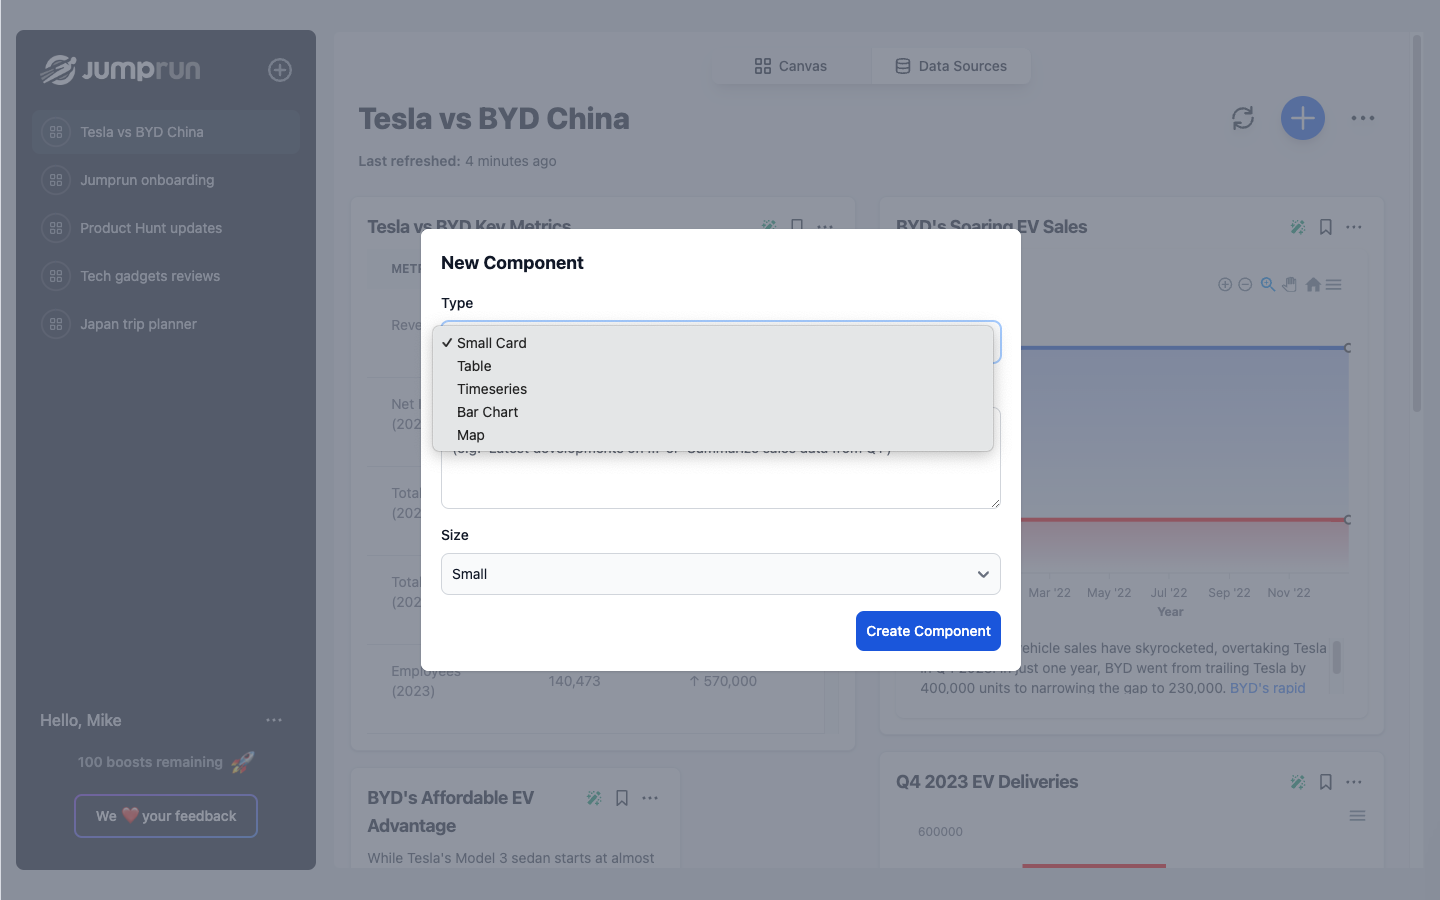 Jumprun
Tesla vs BYD China
Jumprun onboarding
Product Hunt updates
Tech gadgets reviews
Japan trip planner
Hello, Mike
100 boosts remaining 🚀
We ❤️ your feedback
Canvas
Data Sources
Tesla vs BYD China
Last refreshed: 4 minutes ago
Tesla vs BYD Key Metrics
New Component
Type
✓ Small Card
Table
Timeseries
Bar Chart
Map
(e.g. "Latest developments on ..." or "Summarize sales data from Q1")
Size
Small
Create Component
Net
(202
Total
(202
Total
(202
Employees
(2023)
140,473
↑ 570,000
BYD's Soaring EV Sales
Mar '22
May '22
Jul '22
Sep '22
Nov '22
Year
vehicle sales have skyrocketed, overtaking Tesla
in Q4 2023. In just one year, BYD went from trailing Tesla by
400,000 units to narrowing the gap to 230,000. BYD's rapid
BYD's Affordable EV
Advantage
While Tesla's Model 3 sedan starts at almost
Q4 2023 EV Deliveries
600000